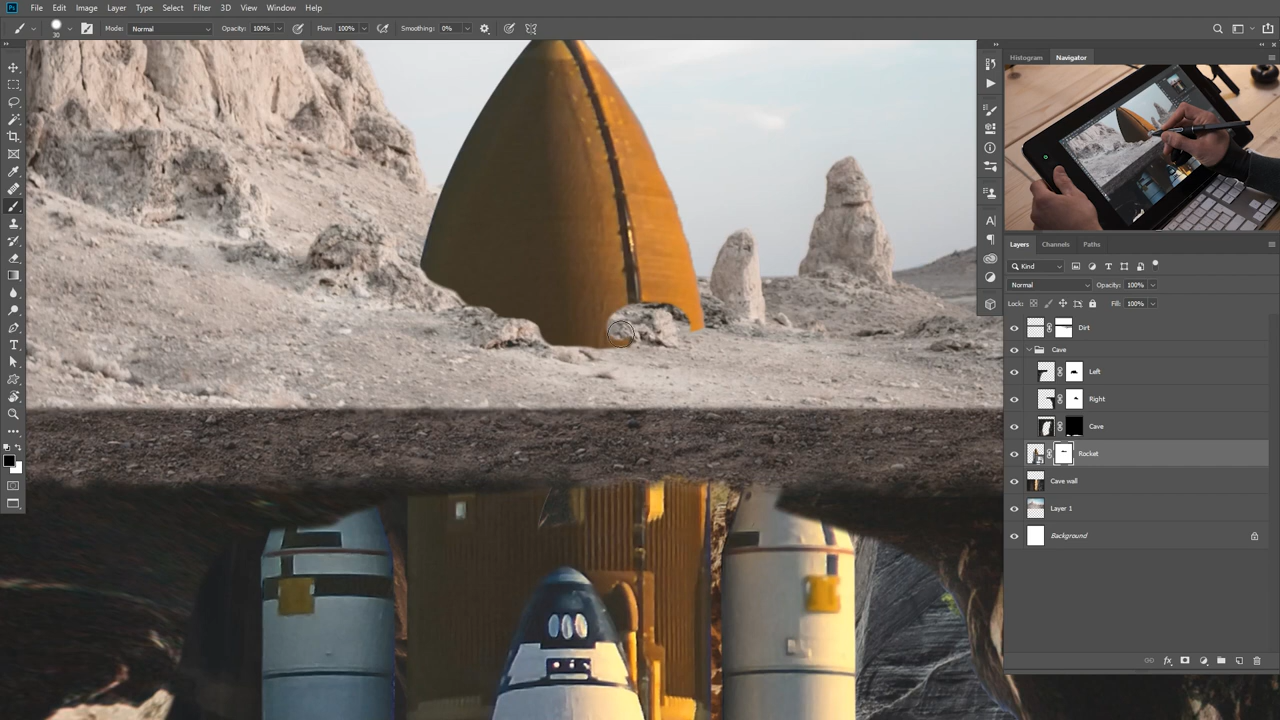 Ps File Edit Image Layer Type Select Filter 3D View Window Help
30 Mode: Normal Opacity: 100% Flow: 100% Smoothing: 0%
Histogram Navigator
Layers Channels Paths
Kind
Normal Opacity: 100%
Lock: Fill: 100%
Dirt
Cave
Left
Right
Cave
Rocket
Cave wall
Layer 1
Background